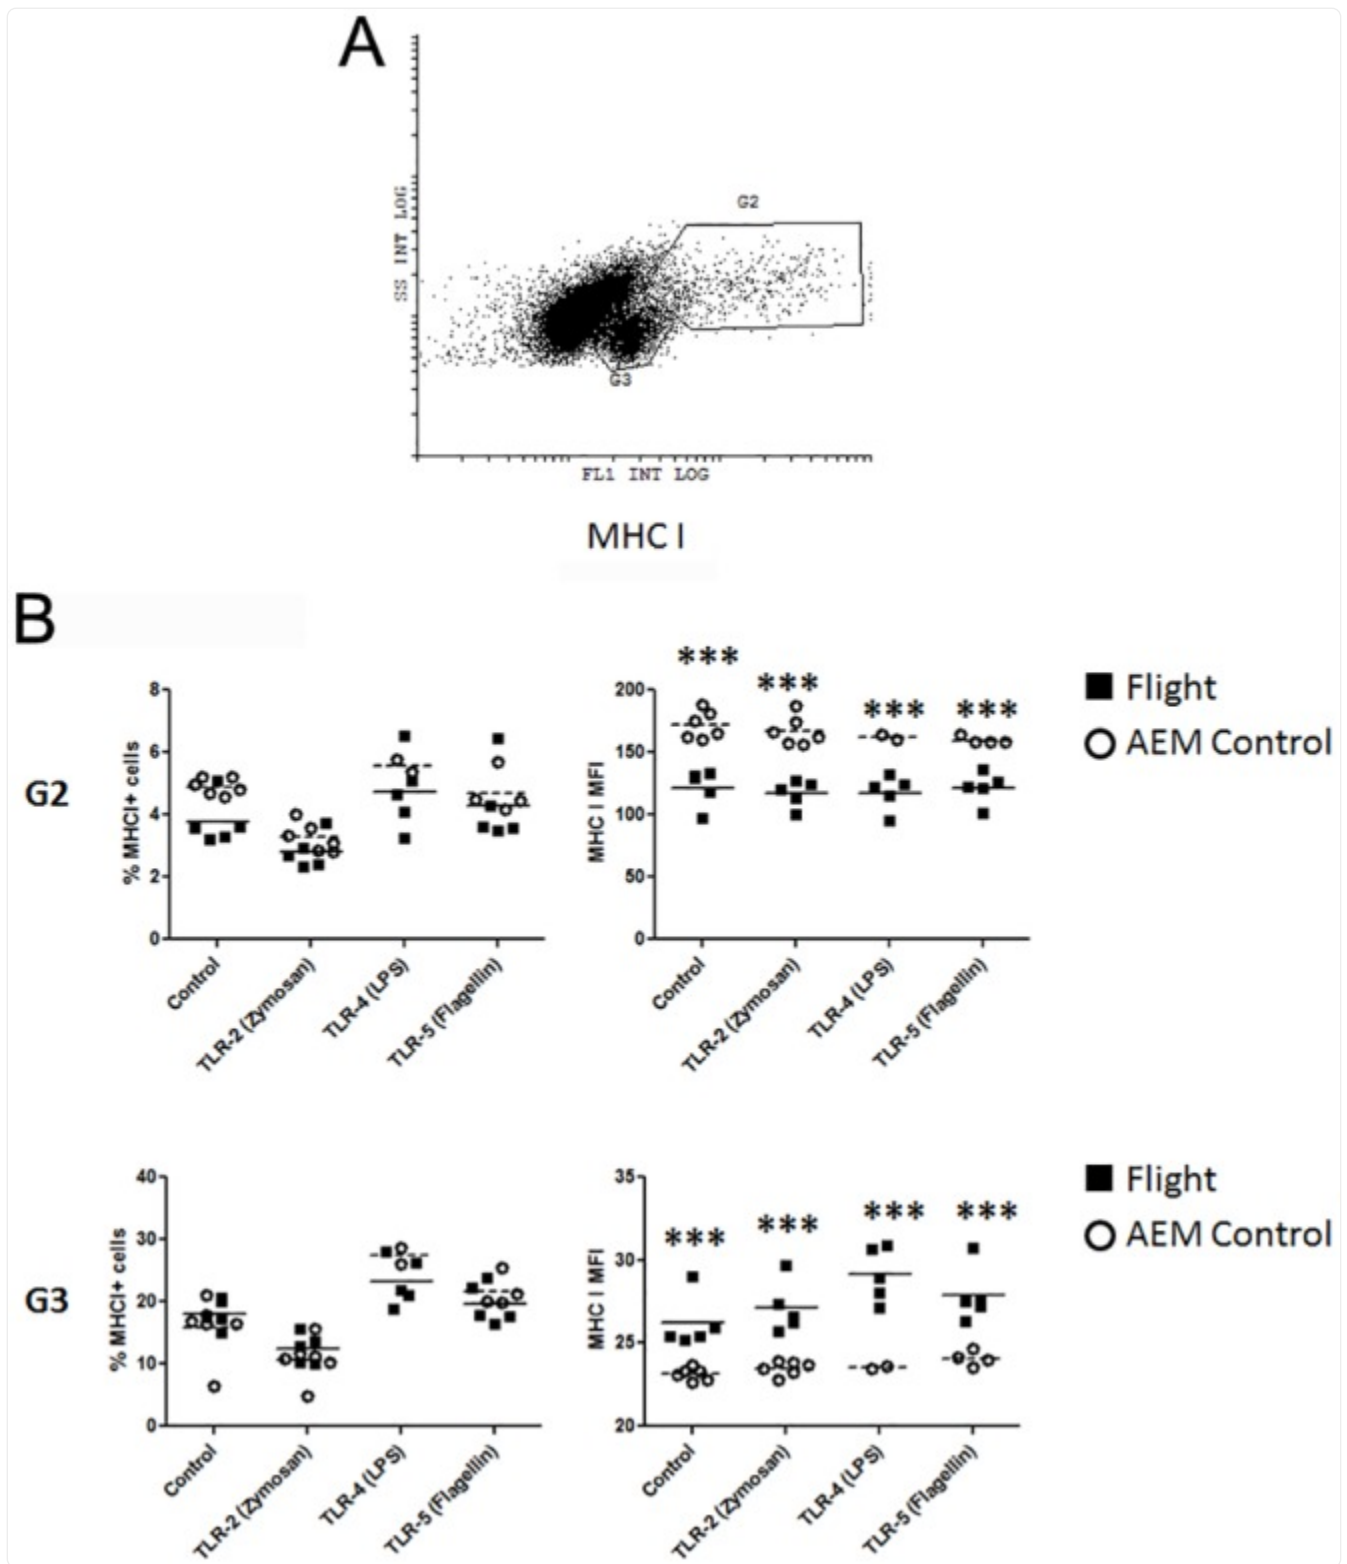 A
SS INT LOG
G2
G3
FL1 INT LOG
MHC I
B
G2
% MHCI+ cells
8
6
4
2
0
Control
TLR-2 (Zymosan)
TLR-4 (LPS)
TLR-5 (Flagellin)
MHC I MFI
200
150
100
50
0
*** *** *** ***
Control
TLR-2 (Zymosan)
TLR-4 (LPS)
TLR-5 (Flagellin)
Flight
AEM Control
G3
% MHCI+ cells
40
30
20
10
0
Control
TLR-2 (Zymosan)
TLR-4 (LPS)
TLR-5 (Flagellin)
MHC I MFI
35
30
25
20
*** *** *** ***
Control
TLR-2 (Zymosan)
TLR-4 (LPS)
TLR-5 (Flagellin)
Flight
AEM Control